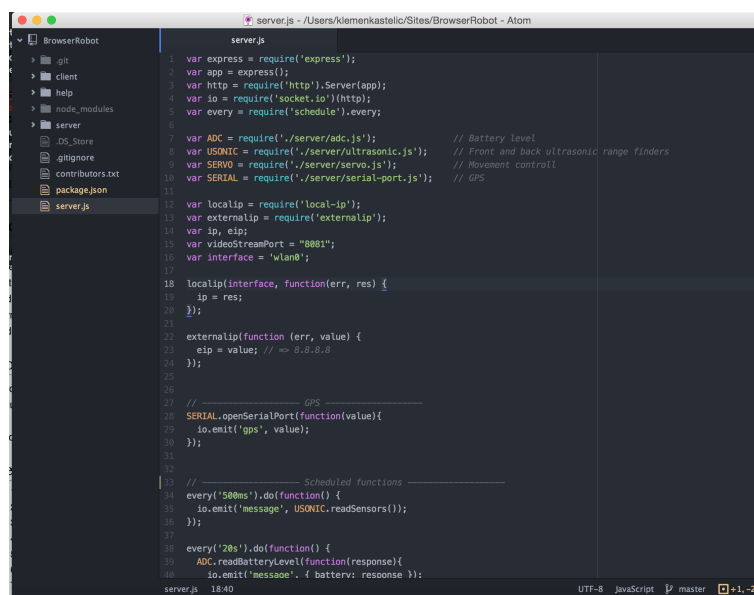 server.js - /Users/klemenkastelic/Sites/BrowserRobot - Atom
BrowserRobot
.git
client
help
node_modules
server
.DS_Store
.gitignore
contributors.txt
package.json
server.js
server.js
1 var express = require('express');
2 var app = express();
3 var http = require('http').Server(app);
4 var io = require('socket.io')(http);
5 var every = require('schedule').every;
6
7 var ADC = require('./server/adc.js'); // Battery level
8 var USONIC = require('./server/ultrasonic.js'); // Front and back ultrasonic range finders
9 var SERVO = require('./server/servo.js'); // Movement controll
10 var SERIAL = require('./server/serial-port.js'); // GPS
11
12 var localip = require('local-ip');
13 var externalip = require('externalip');
14 var ip, eip;
15 var videoStreamPort = "8081";
16 var interface = 'wlan0';
17
18 localip(interface, function(err, res) {
19 ip = res;
20 });
21
22 externalip(function (err, value) {
23 eip = value; // => 8.8.8.8
24 });
25
26
27 // ------------------- GPS -------------------
28 SERIAL.openSerialPort(function(value){
29 io.emit('gps', value);
30 });
31
32
33 // ------------------- Scheduled functions -------------------
34 every('500ms').do(function() {
35 io.emit('message', USONIC.readSensors());
36 });
37
38 every('20s').do(function() {
39 ADC.readBatteryLevel(function(response){
40 io.emit('message', { battery: response });
server.js 18:40 UTF-8 JavaScript master +1, -2